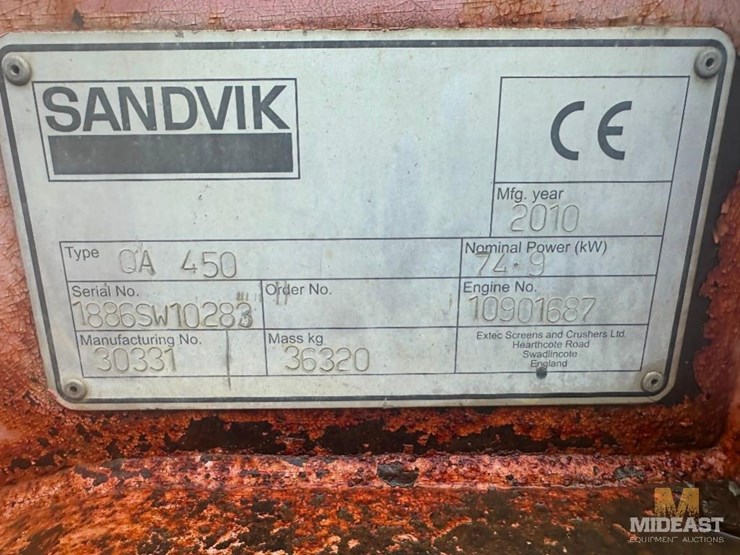 SANDVIK
CE
Mfg. year
2010
Type QA 450
Nominal Power (kW)
74.9
Serial No.
1886SW10283
Order No.
Engine No.
10901687
Manufacturing No.
30331
Mass kg
36320
Extec Screens and Crushers Ltd.
Hearthcote Road
Swadlincote
England
M
MIDEAST
EQUIPMENT AUCTIONS